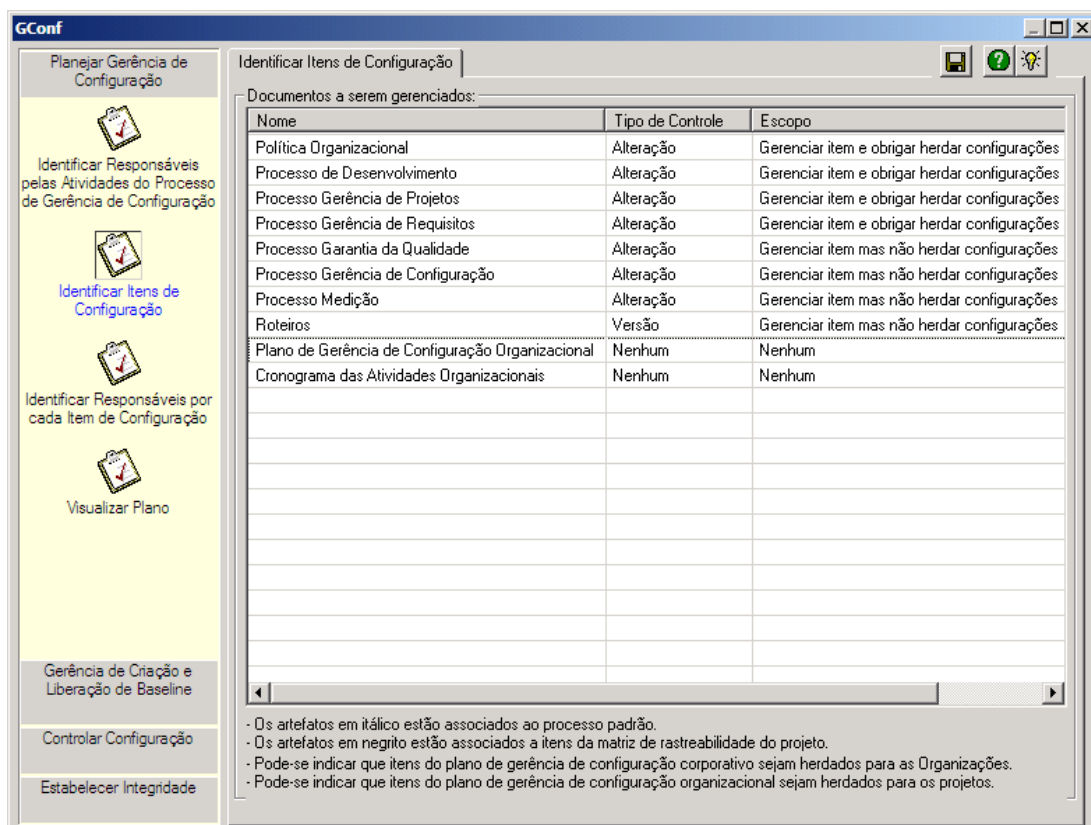 GConf
Planejar Gerência de
Configuração
Identificar Responsáveis
pelas Atividades do Processo
de Gerência de Configuração
Identificar Itens de
Configuração
Identificar Responsáveis por
cada Item de Configuração
Visualizar Plano
Gerência de Criação e
Liberação de Baseline
Controlar Configuração
Estabelecer Integridade
Identificar Itens de Configuração
Documentos a serem gerenciados:
Nome Tipo de Controle Escopo
Política Organizacional Alteração Gerenciar item e obrigar herdar configurações
Processo de Desenvolvimento Alteração Gerenciar item e obrigar herdar configurações
Processo Gerência de Projetos Alteração Gerenciar item e obrigar herdar configurações
Processo Gerência de Requisitos Alteração Gerenciar item e obrigar herdar configurações
Processo Garantia da Qualidade Alteração Gerenciar item mas não herdar configurações
Processo Gerência de Configuração Alteração Gerenciar item mas não herdar configurações
Processo Medição Alteração Gerenciar item mas não herdar configurações
Roteiros Versão Gerenciar item mas não herdar configurações
Plano de Gerência de Configuração Organizacional Nenhum Nenhum
Cronograma das Atividades Organizacionais Nenhum Nenhum
- Os artefatos em itálico estão associados ao processo padrão.
- Os artefatos em negrito estão associados a itens da matriz de rastreabilidade do projeto.
- Pode-se indicar que itens do plano de gerência de configuração corporativo sejam herdados para as Organizações.
- Pode-se indicar que itens do plano de gerência de configuração organizacional sejam herdados para os projetos.